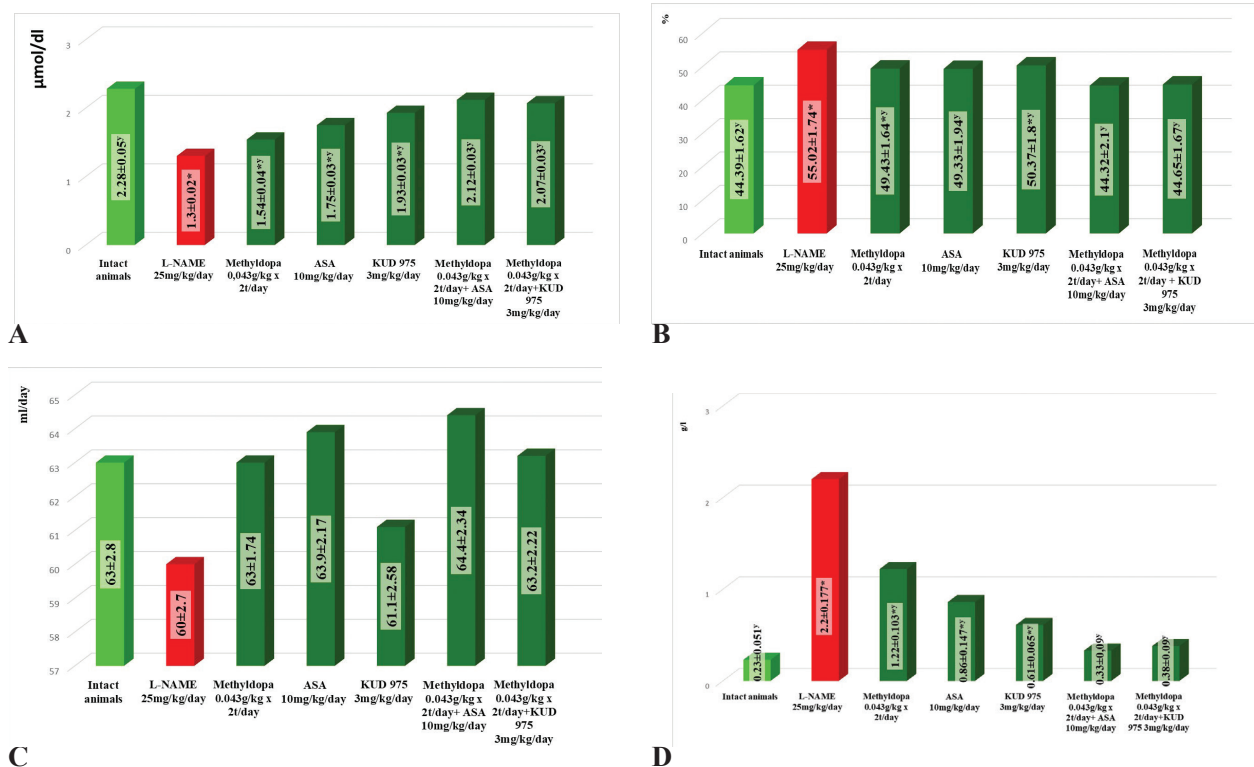 μmol/dl
3
2
1
0
2.28±0.05ʸ
1.3±0.02*
1.54±0.04*ʸ
1.75±0.03*ʸ
1.93±0.03*ʸ
2.12±0.03ʸ
2.07±0.03ʸ
Intact
animals
L-NAME
25mg/kg/day
Methyldopa
0,043g/kg x
2t/day
ASA
10mg/kg/day
KUD 975
3mg/kg/day
Methyldopa
0.043g/kg x
2t/day+ ASA
10mg/kg/day
Methyldopa
0.043g/kg x
2t/day+KUD
975
3mg/kg/day
A
%
60
50
40
30
20
10
0
44.39±1.62ʸ
55.02±1.74*
49.43±1.64*ʸ
49.33±1.94ʸ
50.37±1.8*ʸ
44.32±2.1ʸ
44.65±1.67ʸ
Intact animals
L-NAME
25mg/kg/day
Methyldopa
0.043g/kg x
2t/day
ASA
10mg/kg/day
KUD 975
3mg/kg/day
Methyldopa
0.043g/kg x
2t/day+ ASA
10mg/kg/day
Methyldopa
0.043g/kg x
2t/day + KUD
975
3mg/kg/day
B
ml/day
65
64
63
62
61
60
59
58
57
63±2.8
60±2.7
63±1.74
63.9±2.17
61.1±2.58
64.4±2.34
63.2±2.22
Intact
animals
L-NAME
25mg/kg/day
Methyldopa
0.043g/kg x
2t/day
ASA
10mg/kg/day
KUD 975
3mg/kg/day
Methyldopa
0.043g/kg x
2t/day+ ASA
10mg/kg/day
Methyldopa
0.043g/kg x
2t/day+KUD
975
3mg/kg/day
C
g/l
3
2
1
0
0.23±0.051ʸ
2.2±0.177*
1.22±0.103*ʸ
0.86±0.147*ʸ
0.61±0.065*ʸ
0.33±0.09ʸ
0.38±0.09ʸ
Intact animals
L-NAME
25mg/kg/day
Methyldopa
0.043g/kg x
2t/day
ASA
10mg/kg/day
KUD 975
3mg/kg/day
Methyldopa
0.043g/kg x
2t/day+ ASA
10mg/kg/day
Methyldopa
0.043g/kg x
2t/day+KUD
975 3mg/kg/day
D